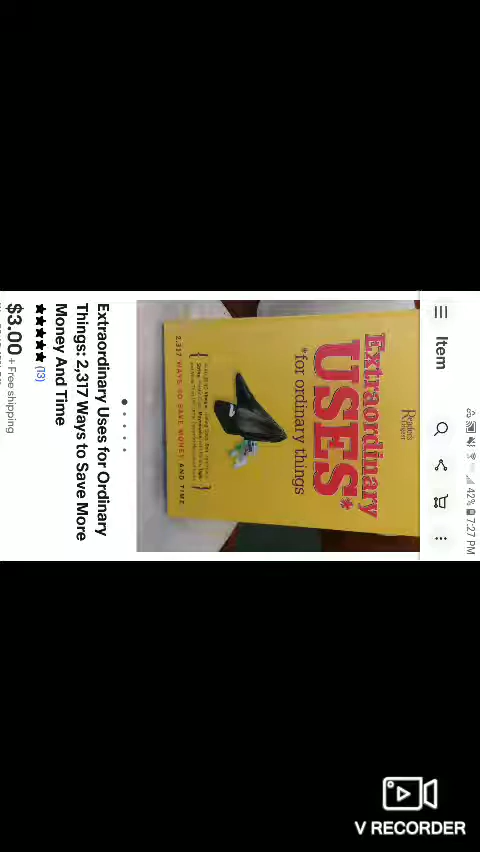 42% 7:27 PM
Item
Reader's
Digest
Extraordinary
USES*
*for ordinary things
2,317 WAYS TO SAVE MONEY AND TIME
Extraordinary Uses for Ordinary
Things: 2,317 Ways to Save More
Money And Time
(13)
$3.00 + Free shipping
V RECORDER